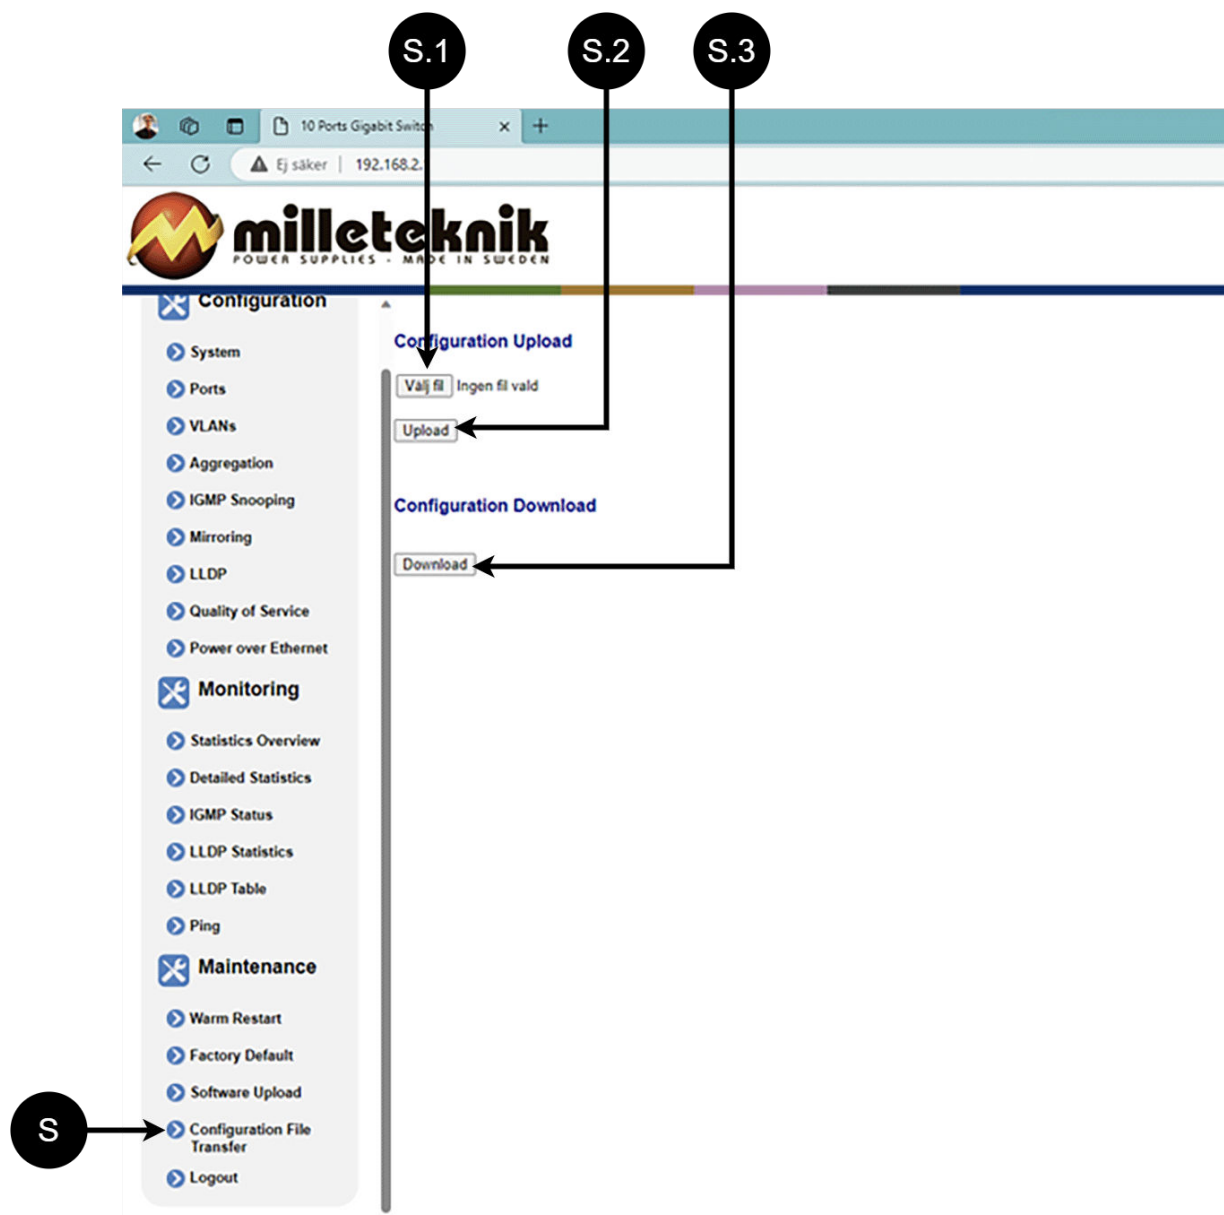 S.1 S.2 S.3
10 Ports Gigabit Switch
Ej säker | 192.168.2.
milleteknik
POWER SUPPLIES - MADE IN SWEDEN
Configuration
System
Ports
VLANs
Aggregation
IGMP Snooping
Mirroring
LLDP
Quality of Service
Power over Ethernet
Monitoring
Statistics Overview
Detailed Statistics
IGMP Status
LLDP Statistics
LLDP Table
Ping
Maintenance
Warm Restart
Factory Default
Software Upload
S
Configuration File
Transfer
Logout
Configuration Upload
Välj fil Ingen fil vald
Upload
Configuration Download
Download